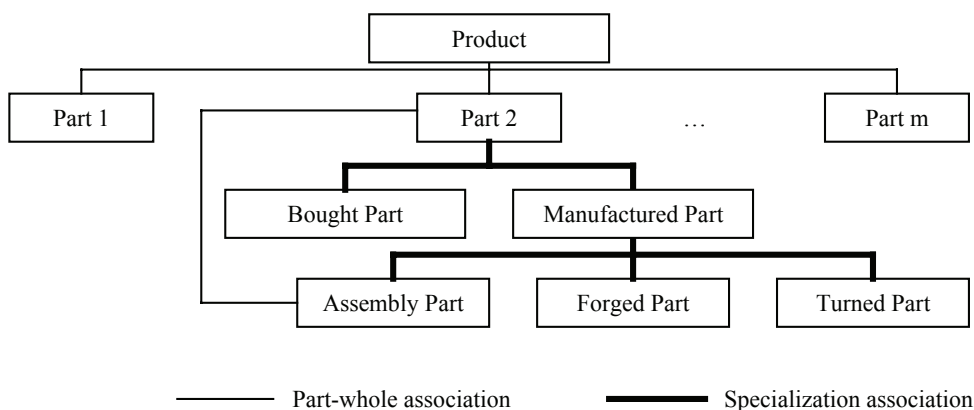 Product
Part 1
Part 2
…
Part m
Bought Part
Manufactured Part
Assembly Part
Forged Part
Turned Part
Part-whole association
Specialization association